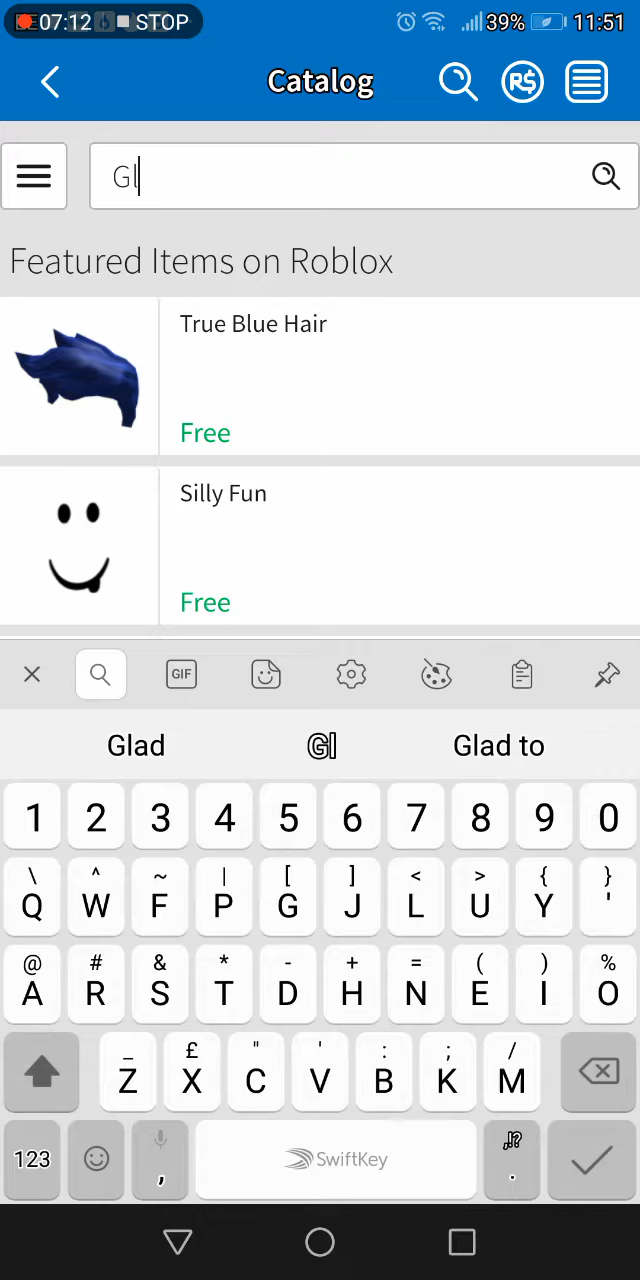 07:12 STOP 39% 11:51
Catalog R$
Gl
Featured Items on Roblox
True Blue Hair
Free
Silly Fun
Free
GIF
Glad Gl Glad to
1 2 3 4 5 6 7 8 9 0
\ ^ ~ | [ ] < > { }
Q W F P G J L U Y '
@ # & * - + = ( ) %
A R S T D H N E I O
_ £ " ' : ; /
Z X C V B K M
123 , SwiftKey ,!? .